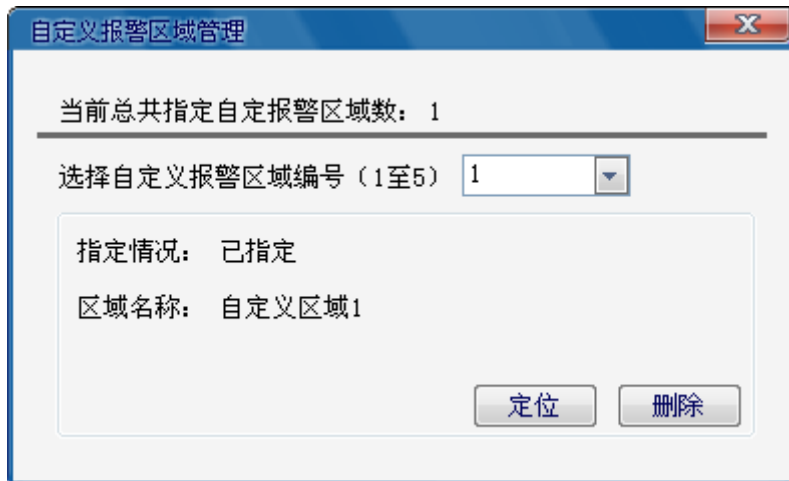 自定义报警区域管理
当前总共指定自定报警区域数： 1
选择自定义报警区域编号（1至5） 1
指定情况： 已指定
区域名称： 自定义区域1
定位 删除